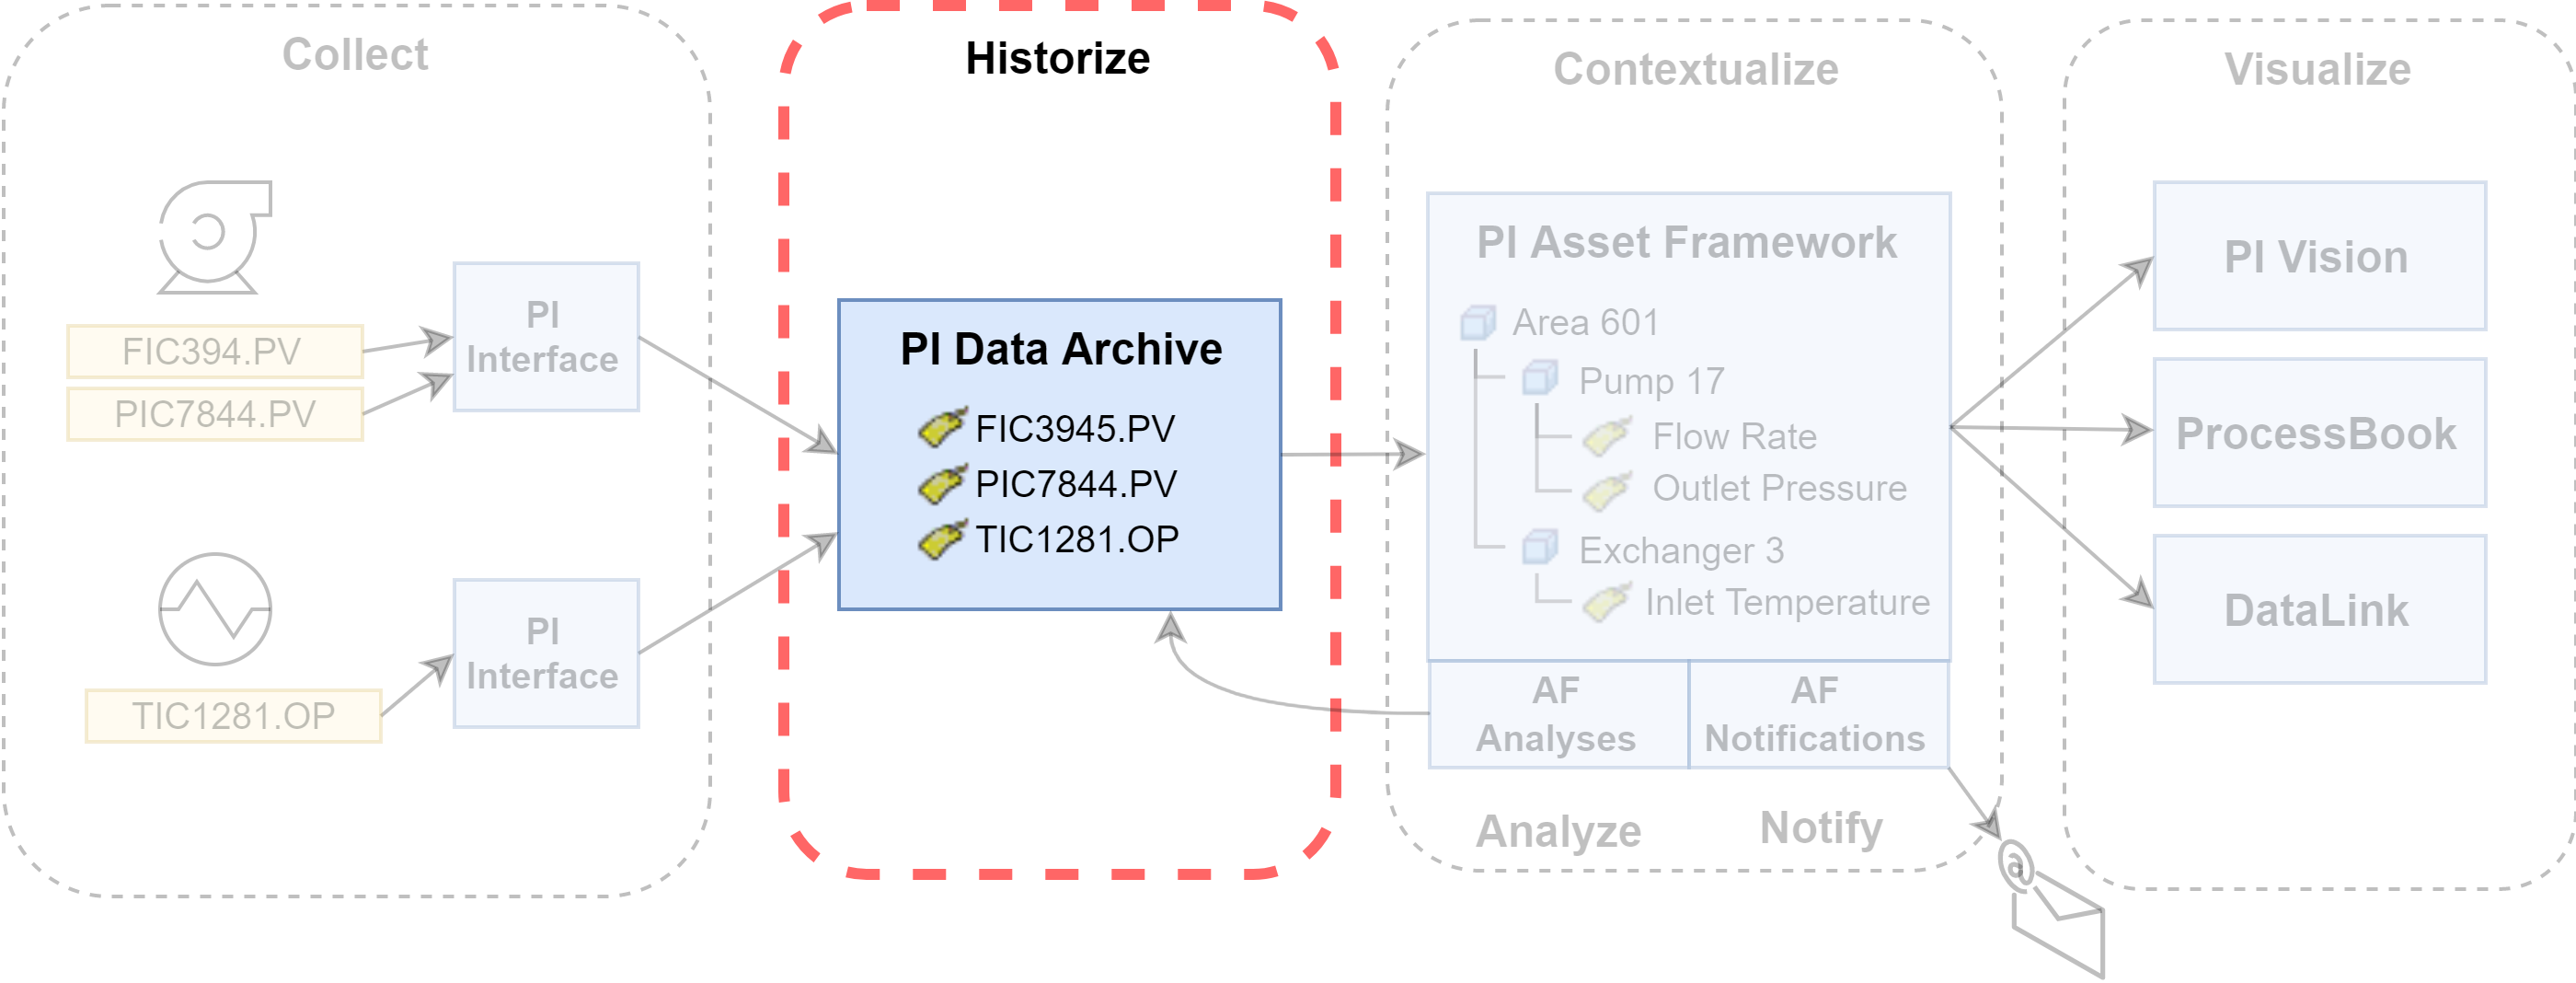 Collect
FIC394.PV
PIC7844.PV
PI
Interface
TIC1281.OP
PI
Interface
Historize
PI Data Archive
FIC3945.PV
PIC7844.PV
TIC1281.OP
Contextualize
PI Asset Framework
Area 601
Pump 17
Flow Rate
Outlet Pressure
Exchanger 3
Inlet Temperature
AF
Analyses
AF
Notifications
Analyze
Notify
@
Visualize
PI Vision
ProcessBook
DataLink